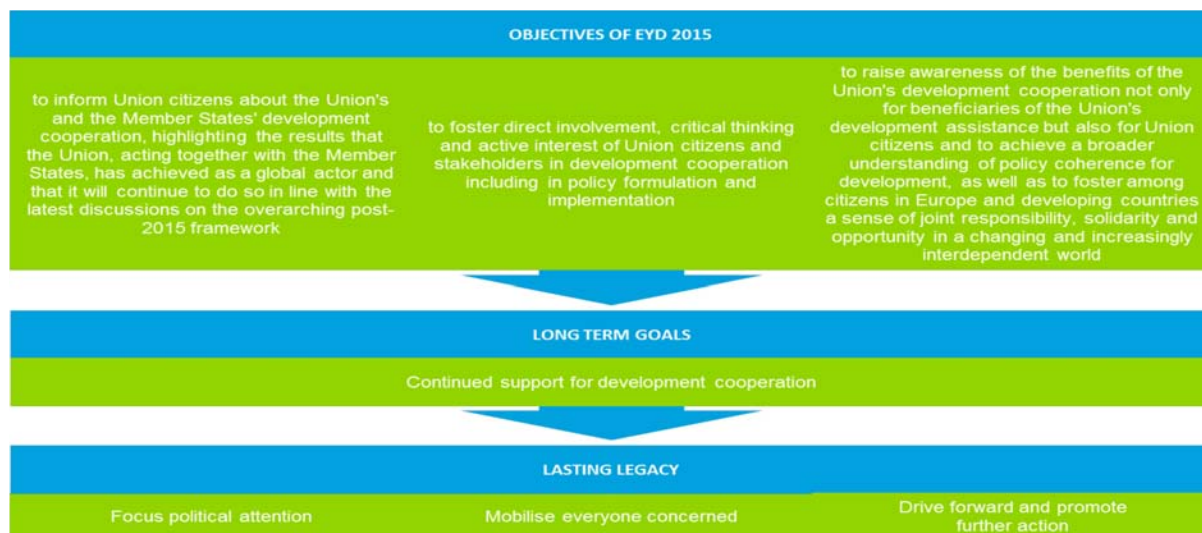 OBJECTIVES OF EYD 2015
to inform Union citizens about the Union's
and the Member States' development
cooperation, highlighting the results that
the Union, acting together with the Member
States, has achieved as a global actor and
that it will continue to do so in line with the
latest discussions on the overarching post-
2015 framework
to foster direct involvement, critical thinking
and active interest of Union citizens and
stakeholders in development cooperation
including in policy formulation and
implementation
to raise awareness of the benefits of the
Union's development cooperation not only
for beneficiaries of the Union's
development assistance but also for Union
citizens and to achieve a broader
understanding of policy coherence for
development, as well as to foster among
citizens in Europe and developing countries
a sense of joint responsibility, solidarity and
opportunity in a changing and increasingly
interdependent world
LONG TERM GOALS
Continued support for development cooperation
LASTING LEGACY
Focus political attention
Mobilise everyone concerned
Drive forward and promote
further action